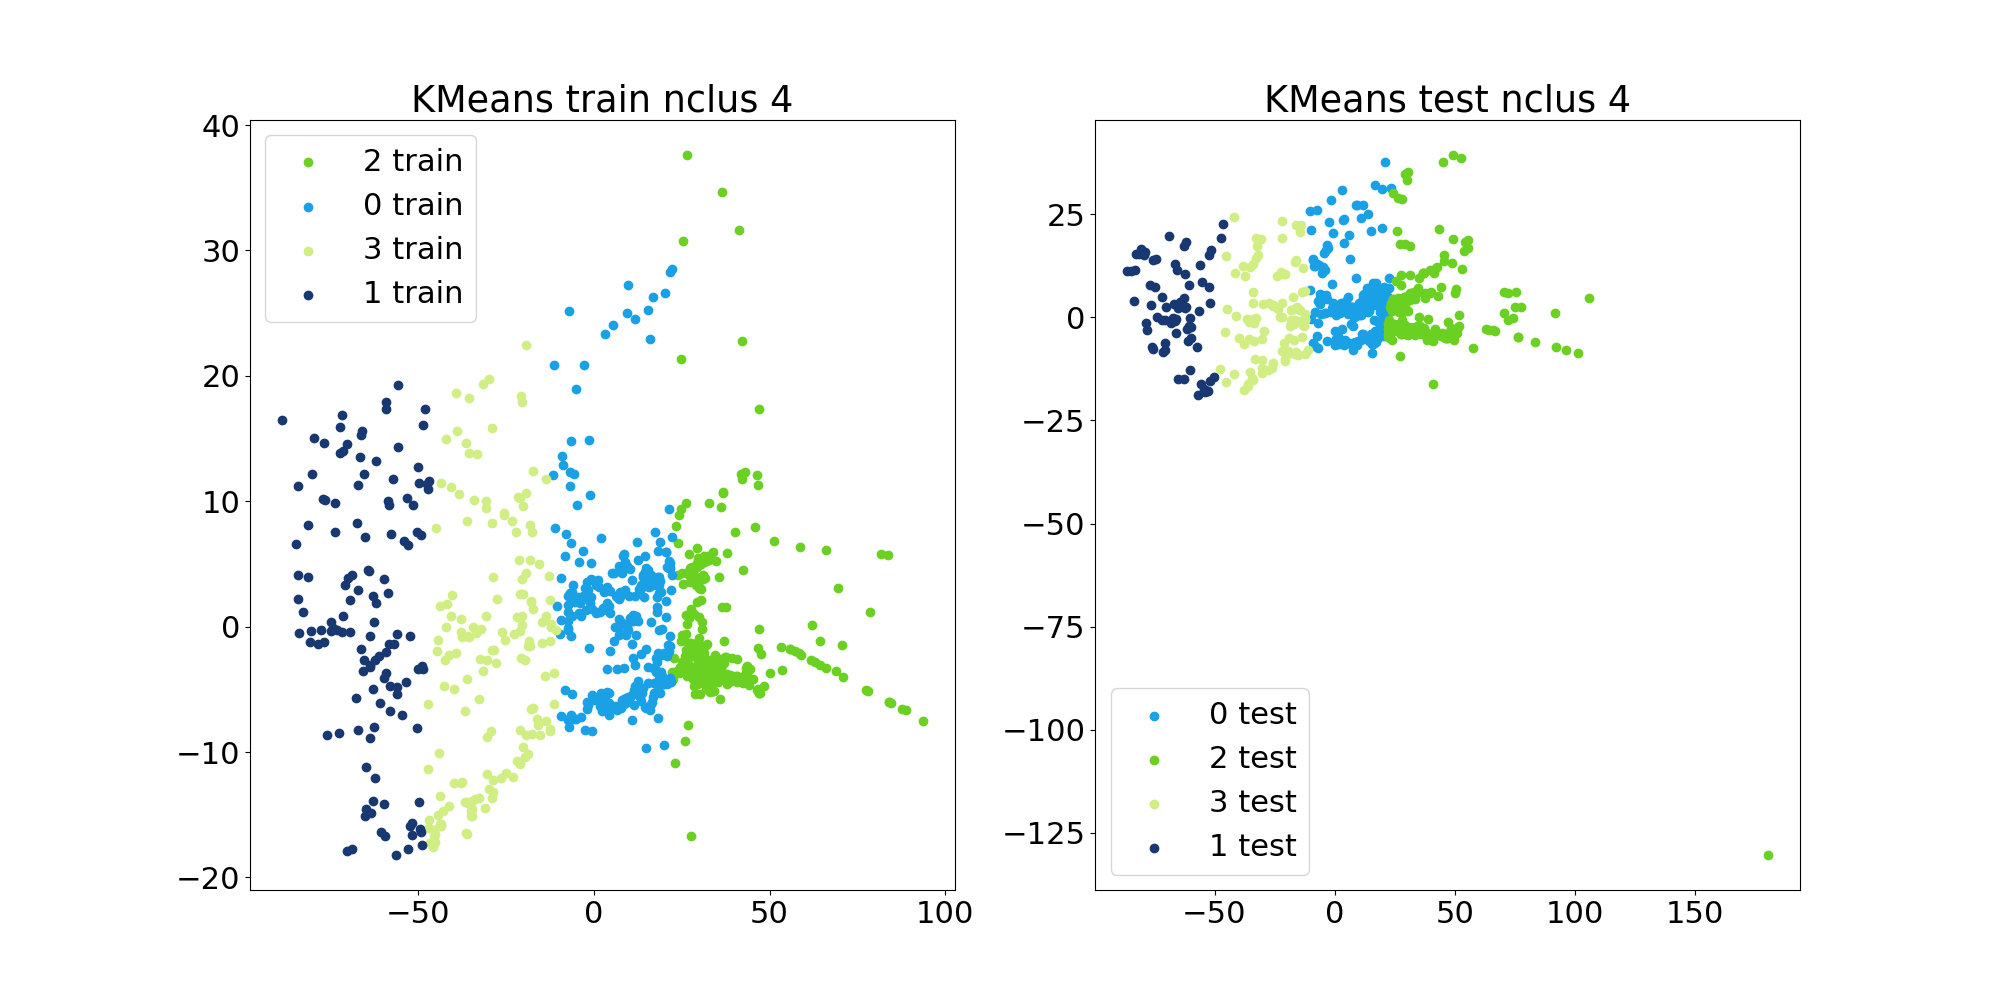 KMeans train nclus 4
40
30
20
10
0
−10
−20
−50
0
50
100
2 train
0 train
3 train
1 train
KMeans test nclus 4
25
0
−25
−50
−75
−100
−125
−50
0
50
100
150
0 test
2 test
3 test
1 test